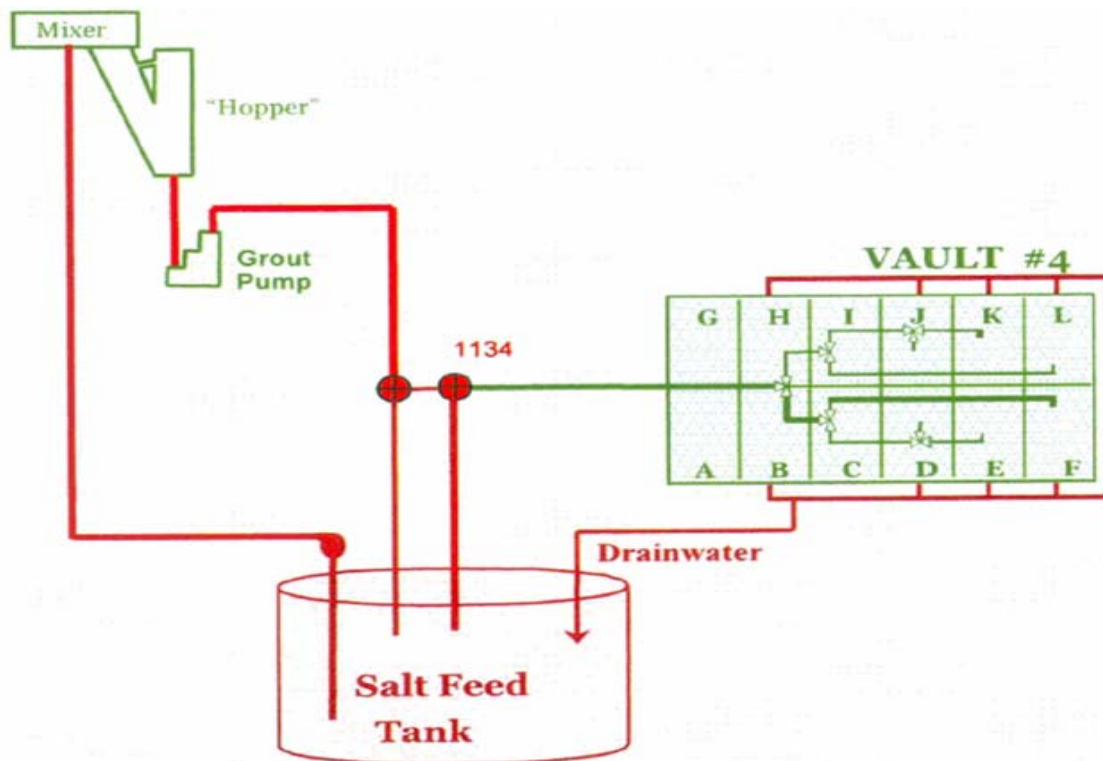 Mixer
"Hopper"
Grout
Pump
VAULT #4
G H I J K L
1134
A B C D E F
Drainwater
Salt Feed
Tank